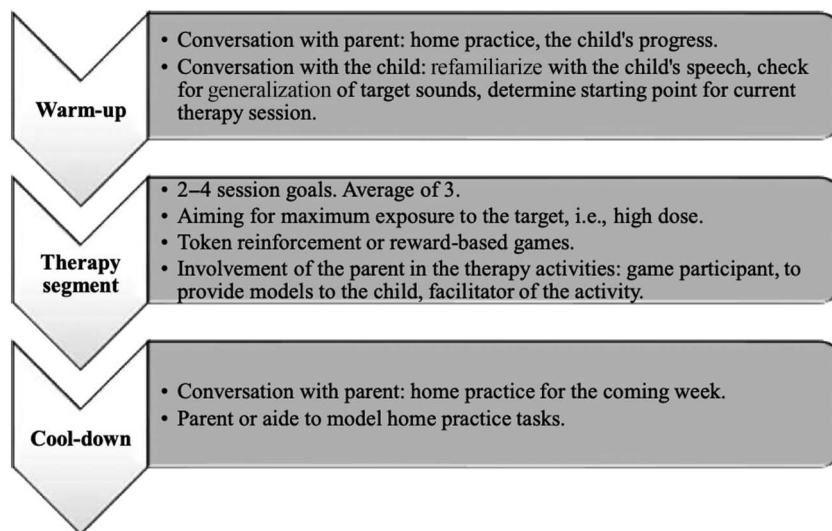 Warm-up
• Conversation with parent: home practice, the child's progress.
• Conversation with the child: refamiliarize with the child's speech, check
for generalization of target sounds, determine starting point for current
therapy session.
Therapy
segment
• 2–4 session goals. Average of 3.
• Aiming for maximum exposure to the target, i.e., high dose.
• Token reinforcement or reward-based games.
• Involvement of the parent in the therapy activities: game participant, to
provide models to the child, facilitator of the activity.
Cool-down
• Conversation with parent: home practice for the coming week.
• Parent or aide to model home practice tasks.